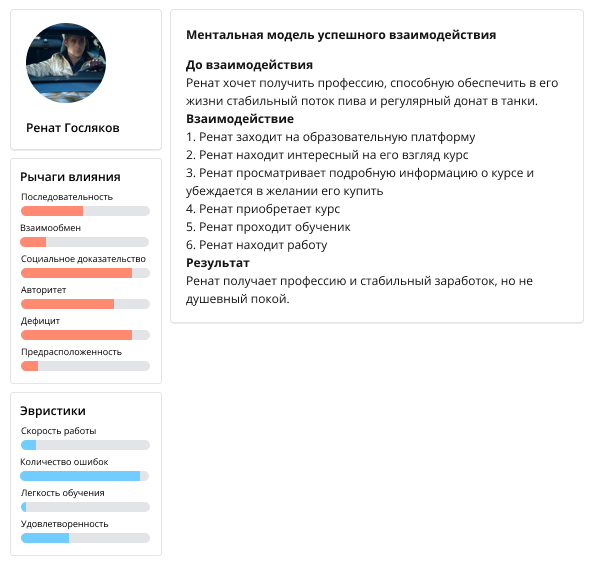 Ренат Госляков
Рычаги влияния
Последовательность
Взаимообмен
Социальное доказательство
Авторитет
Дефицит
Предрасположенность
Эвристики
Скорость работы
Количество ошибок
Легкость обучения
Удовлетворенность
Ментальная модель успешного взаимодействия
До взаимодействия
Ренат хочет получить профессию, способную обеспечить в его
жизни стабильный поток пива и регулярный донат в танки.
Взаимодействие
1. Ренат заходит на образовательную платформу
2. Ренат находит интересный на его взгляд курс
3. Ренат просматривает подробную информацию о курсе и
убеждается в желании его купить
4. Ренат приобретает курс
5. Ренат проходит обученик
6. Ренат находит работу
Результат
Ренат получает профессию и стабильный заработок, но не
душевный покой.